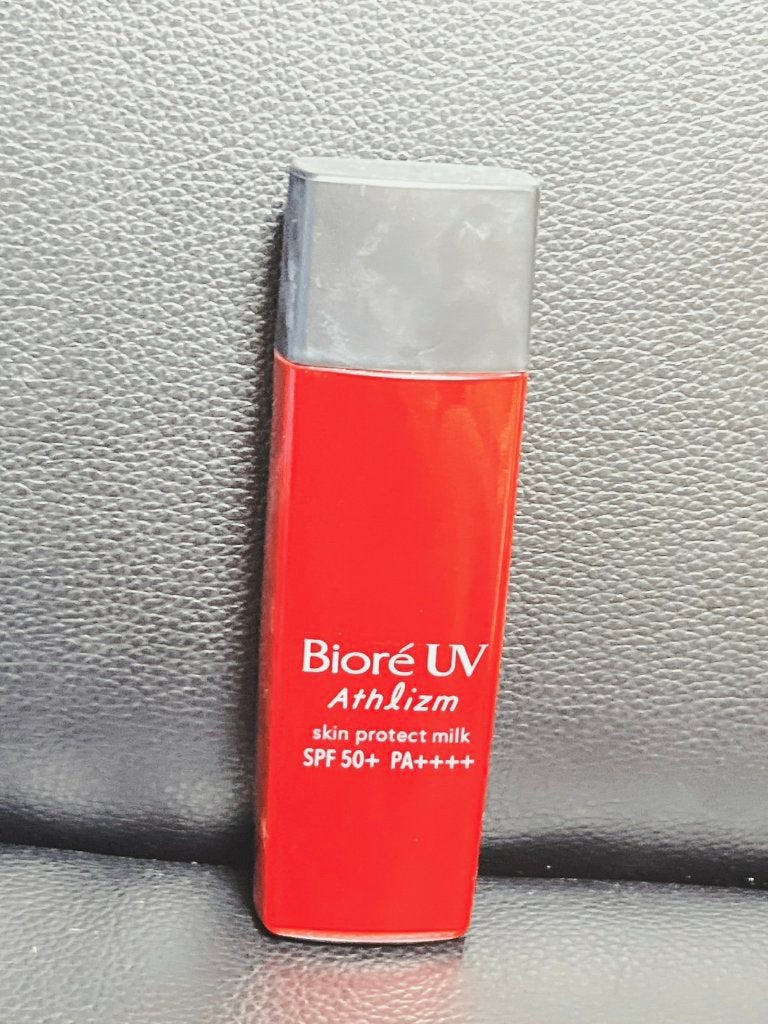 Bioré UV
Athlizm
skin protect milk
SPF 50+ PA++++